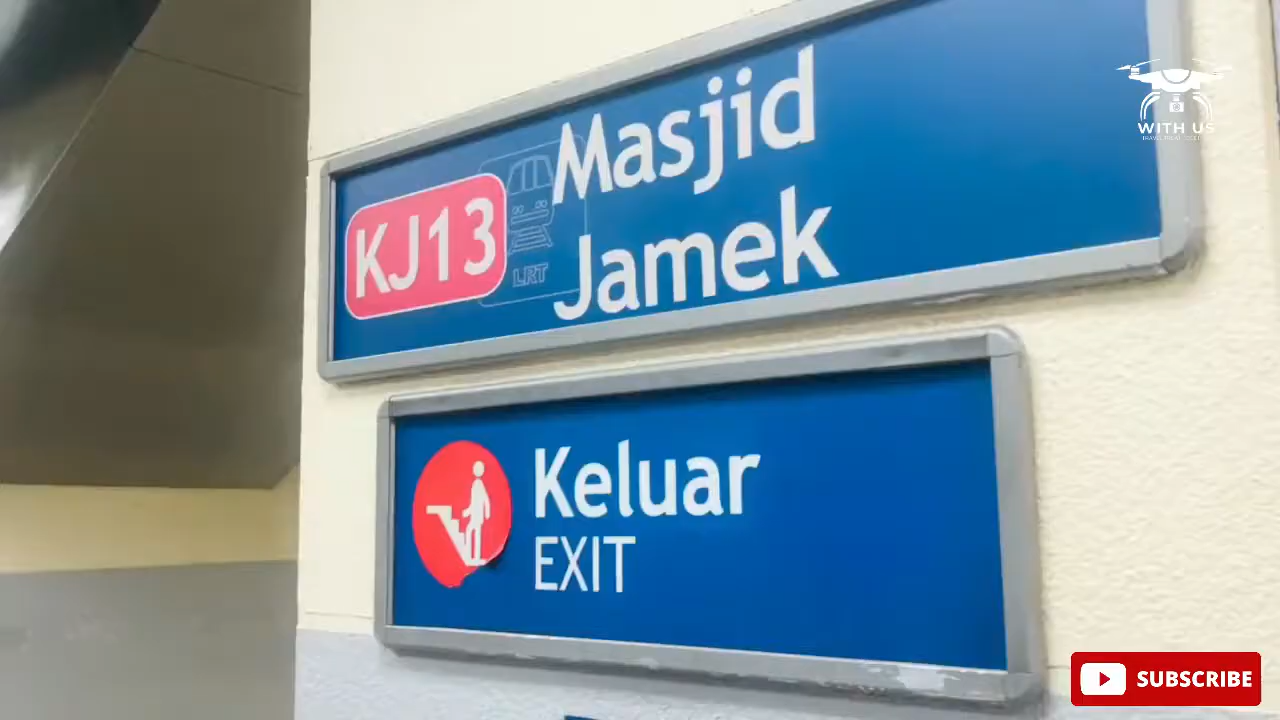 KJ13
LRT
Masjid
Jamek
Keluar
EXIT
WITH US
SUBSCRIBE